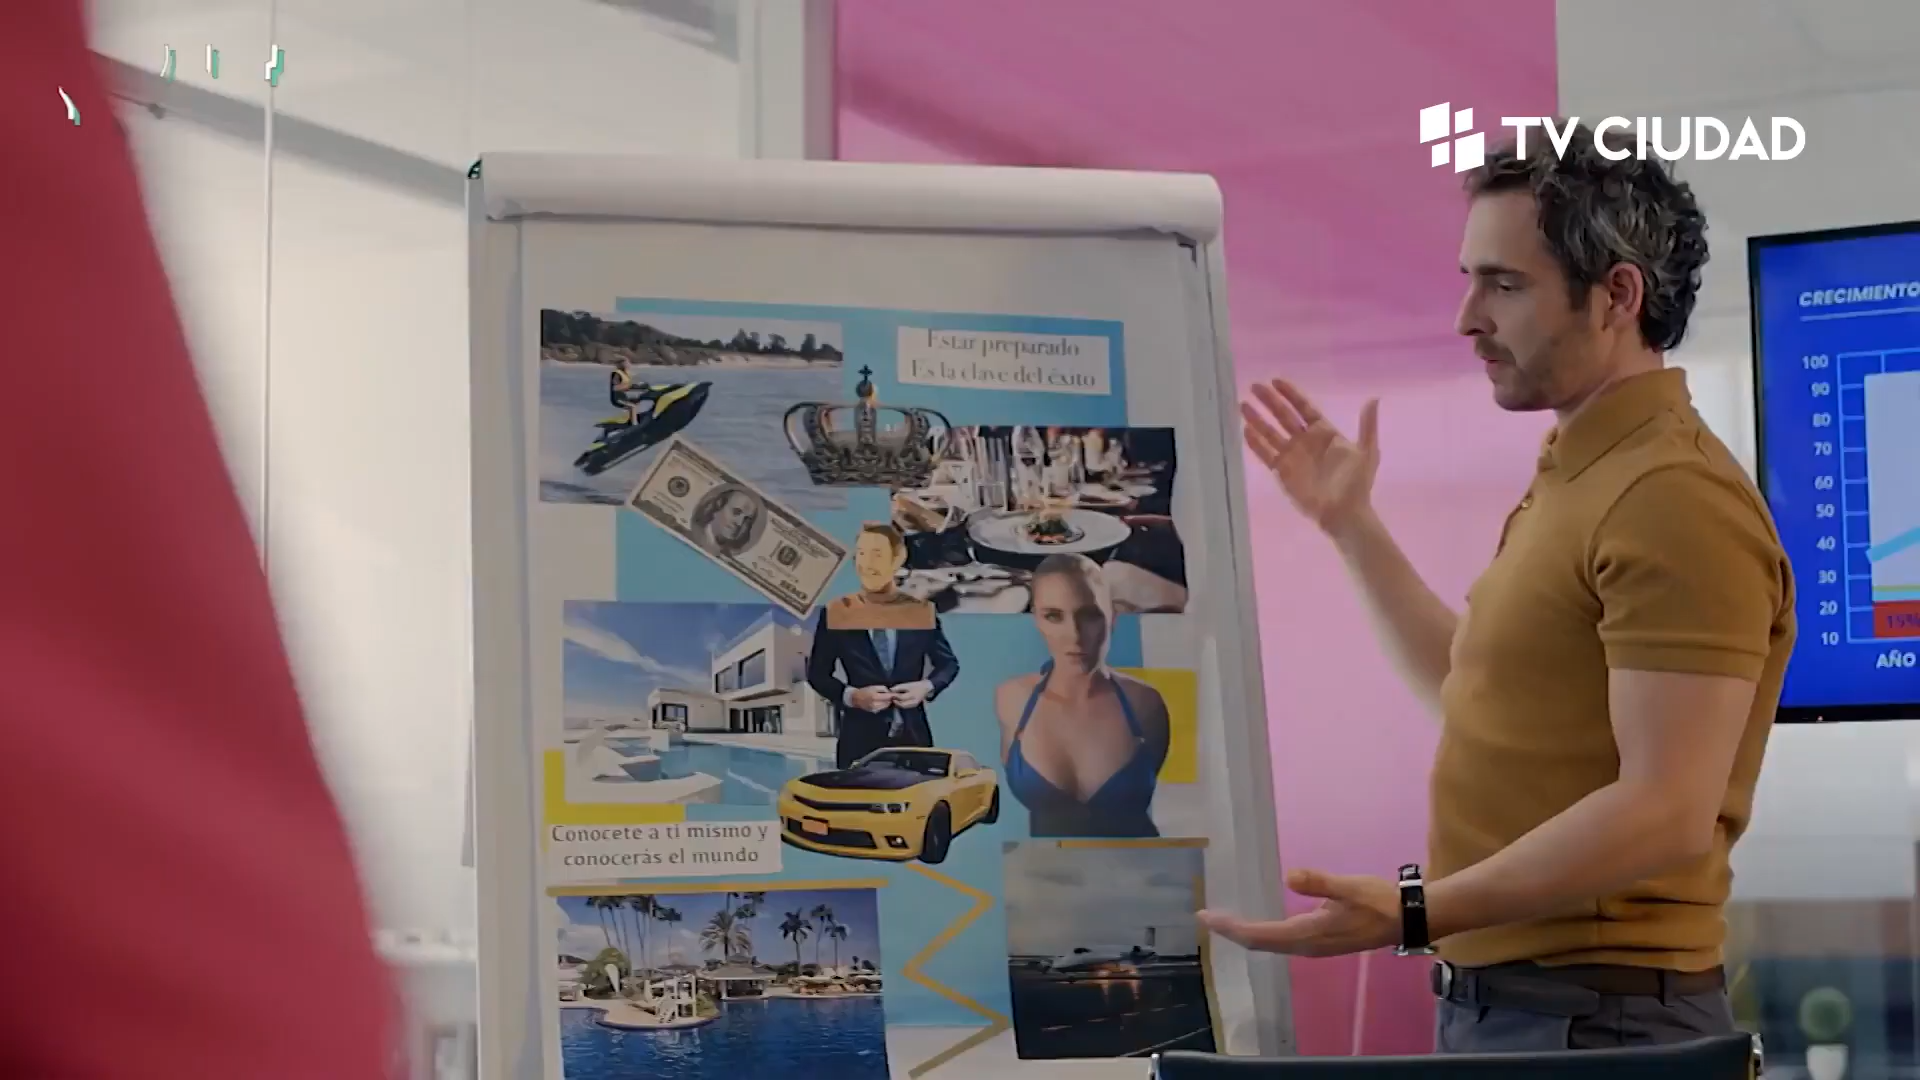 TV CIUDAD
Estar preparado
Es la clave del éxito
CRECIMIENTO
100
90
80
70
60
50
40
30
20
10
15%
AÑO
Conocete a ti mismo y
conocerás el mundo